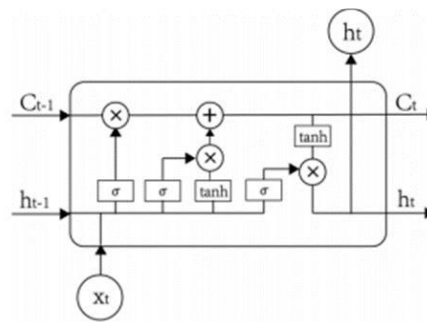 ht
Ct-1 × + Ct
tanh
×
σ σ tanh σ ×
ht-1 ht
xt